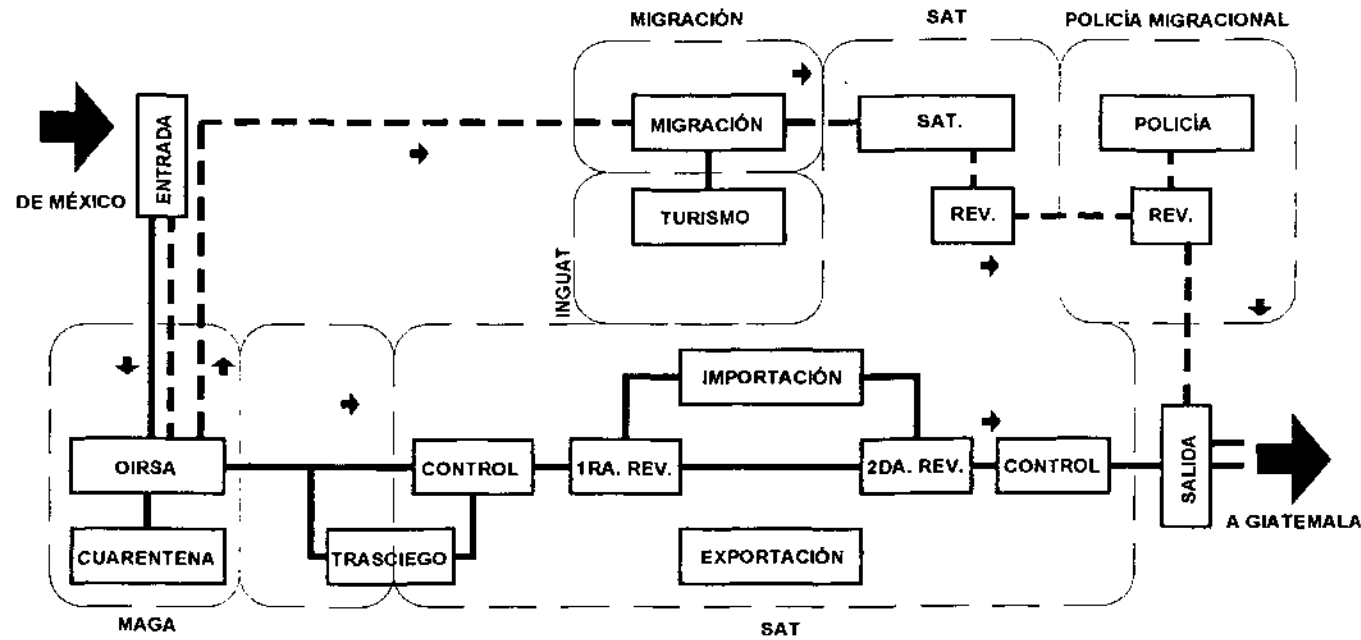 MIGRACIÓN
SAT
POLICÍA MIGRACIONAL
ENTRADA
MIGRACIÓN
SAT.
POLICÍA
DE MÉXICO
TURISMO
REV.
REV.
INGUAT
IMPORTACIÓN
OIRSA
CONTROL
1RA. REV.
2DA. REV.
CONTROL
SALIDA
A GIATEMALA
CUARENTENA
TRASCIEGO
EXPORTACIÓN
MAGA
SAT